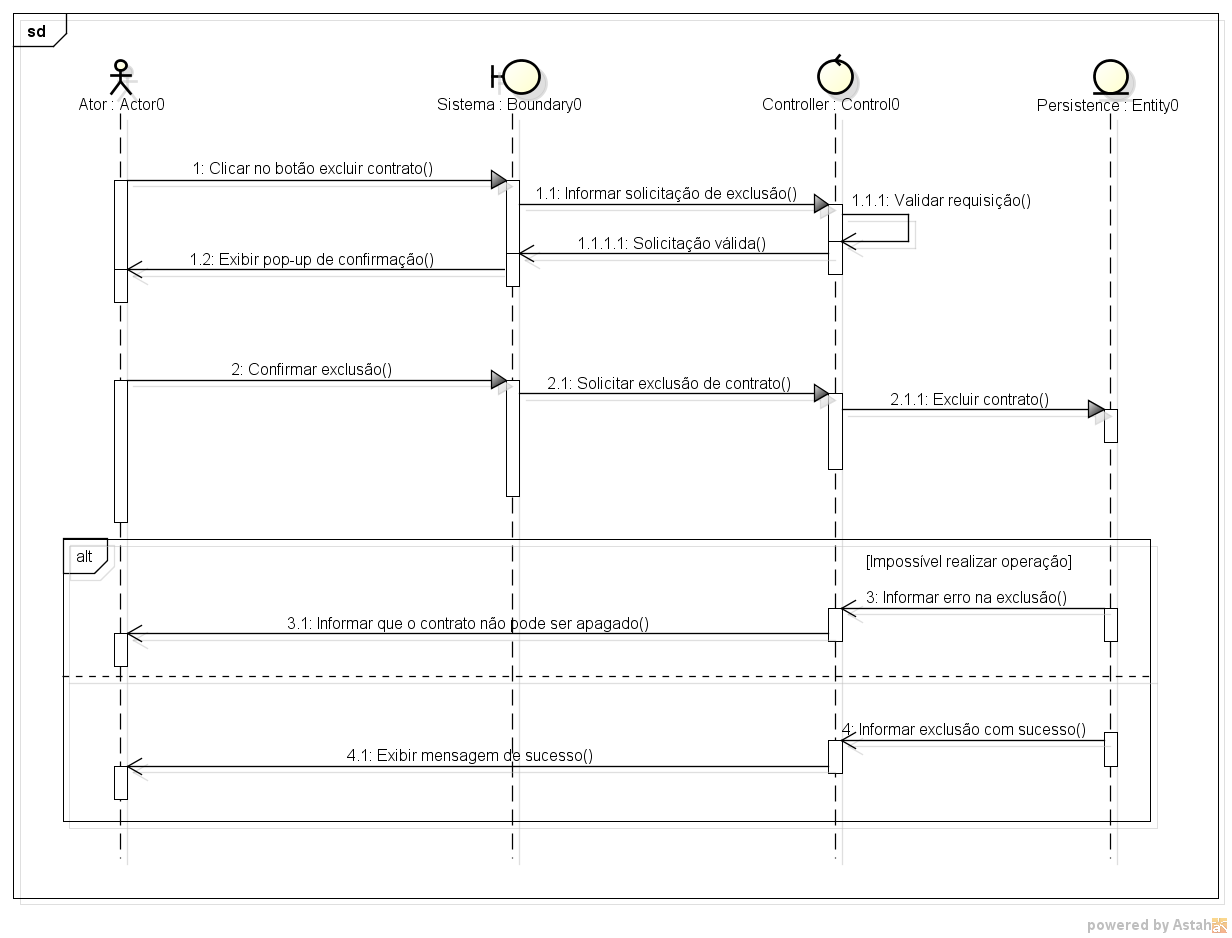 sd
Ator : Actor0
Sistema : Boundary0
Controller : Control0
Persistence : Entity0
1: Clicar no botão excluir contrato()
1.1: Informar solicitação de exclusão()
1.1.1: Validar requisição()
1.1.1.1: Solicitação válida()
1.2: Exibir pop-up de confirmação()
2: Confirmar exclusão()
2.1: Solicitar exclusão de contrato()
2.1.1: Excluir contrato()
alt
[Impossível realizar operação]
3: Informar erro na exclusão()
3.1: Informar que o contrato não pode ser apagado()
4: Informar exclusão com sucesso()
4.1: Exibir mensagem de sucesso()
powered by Astah